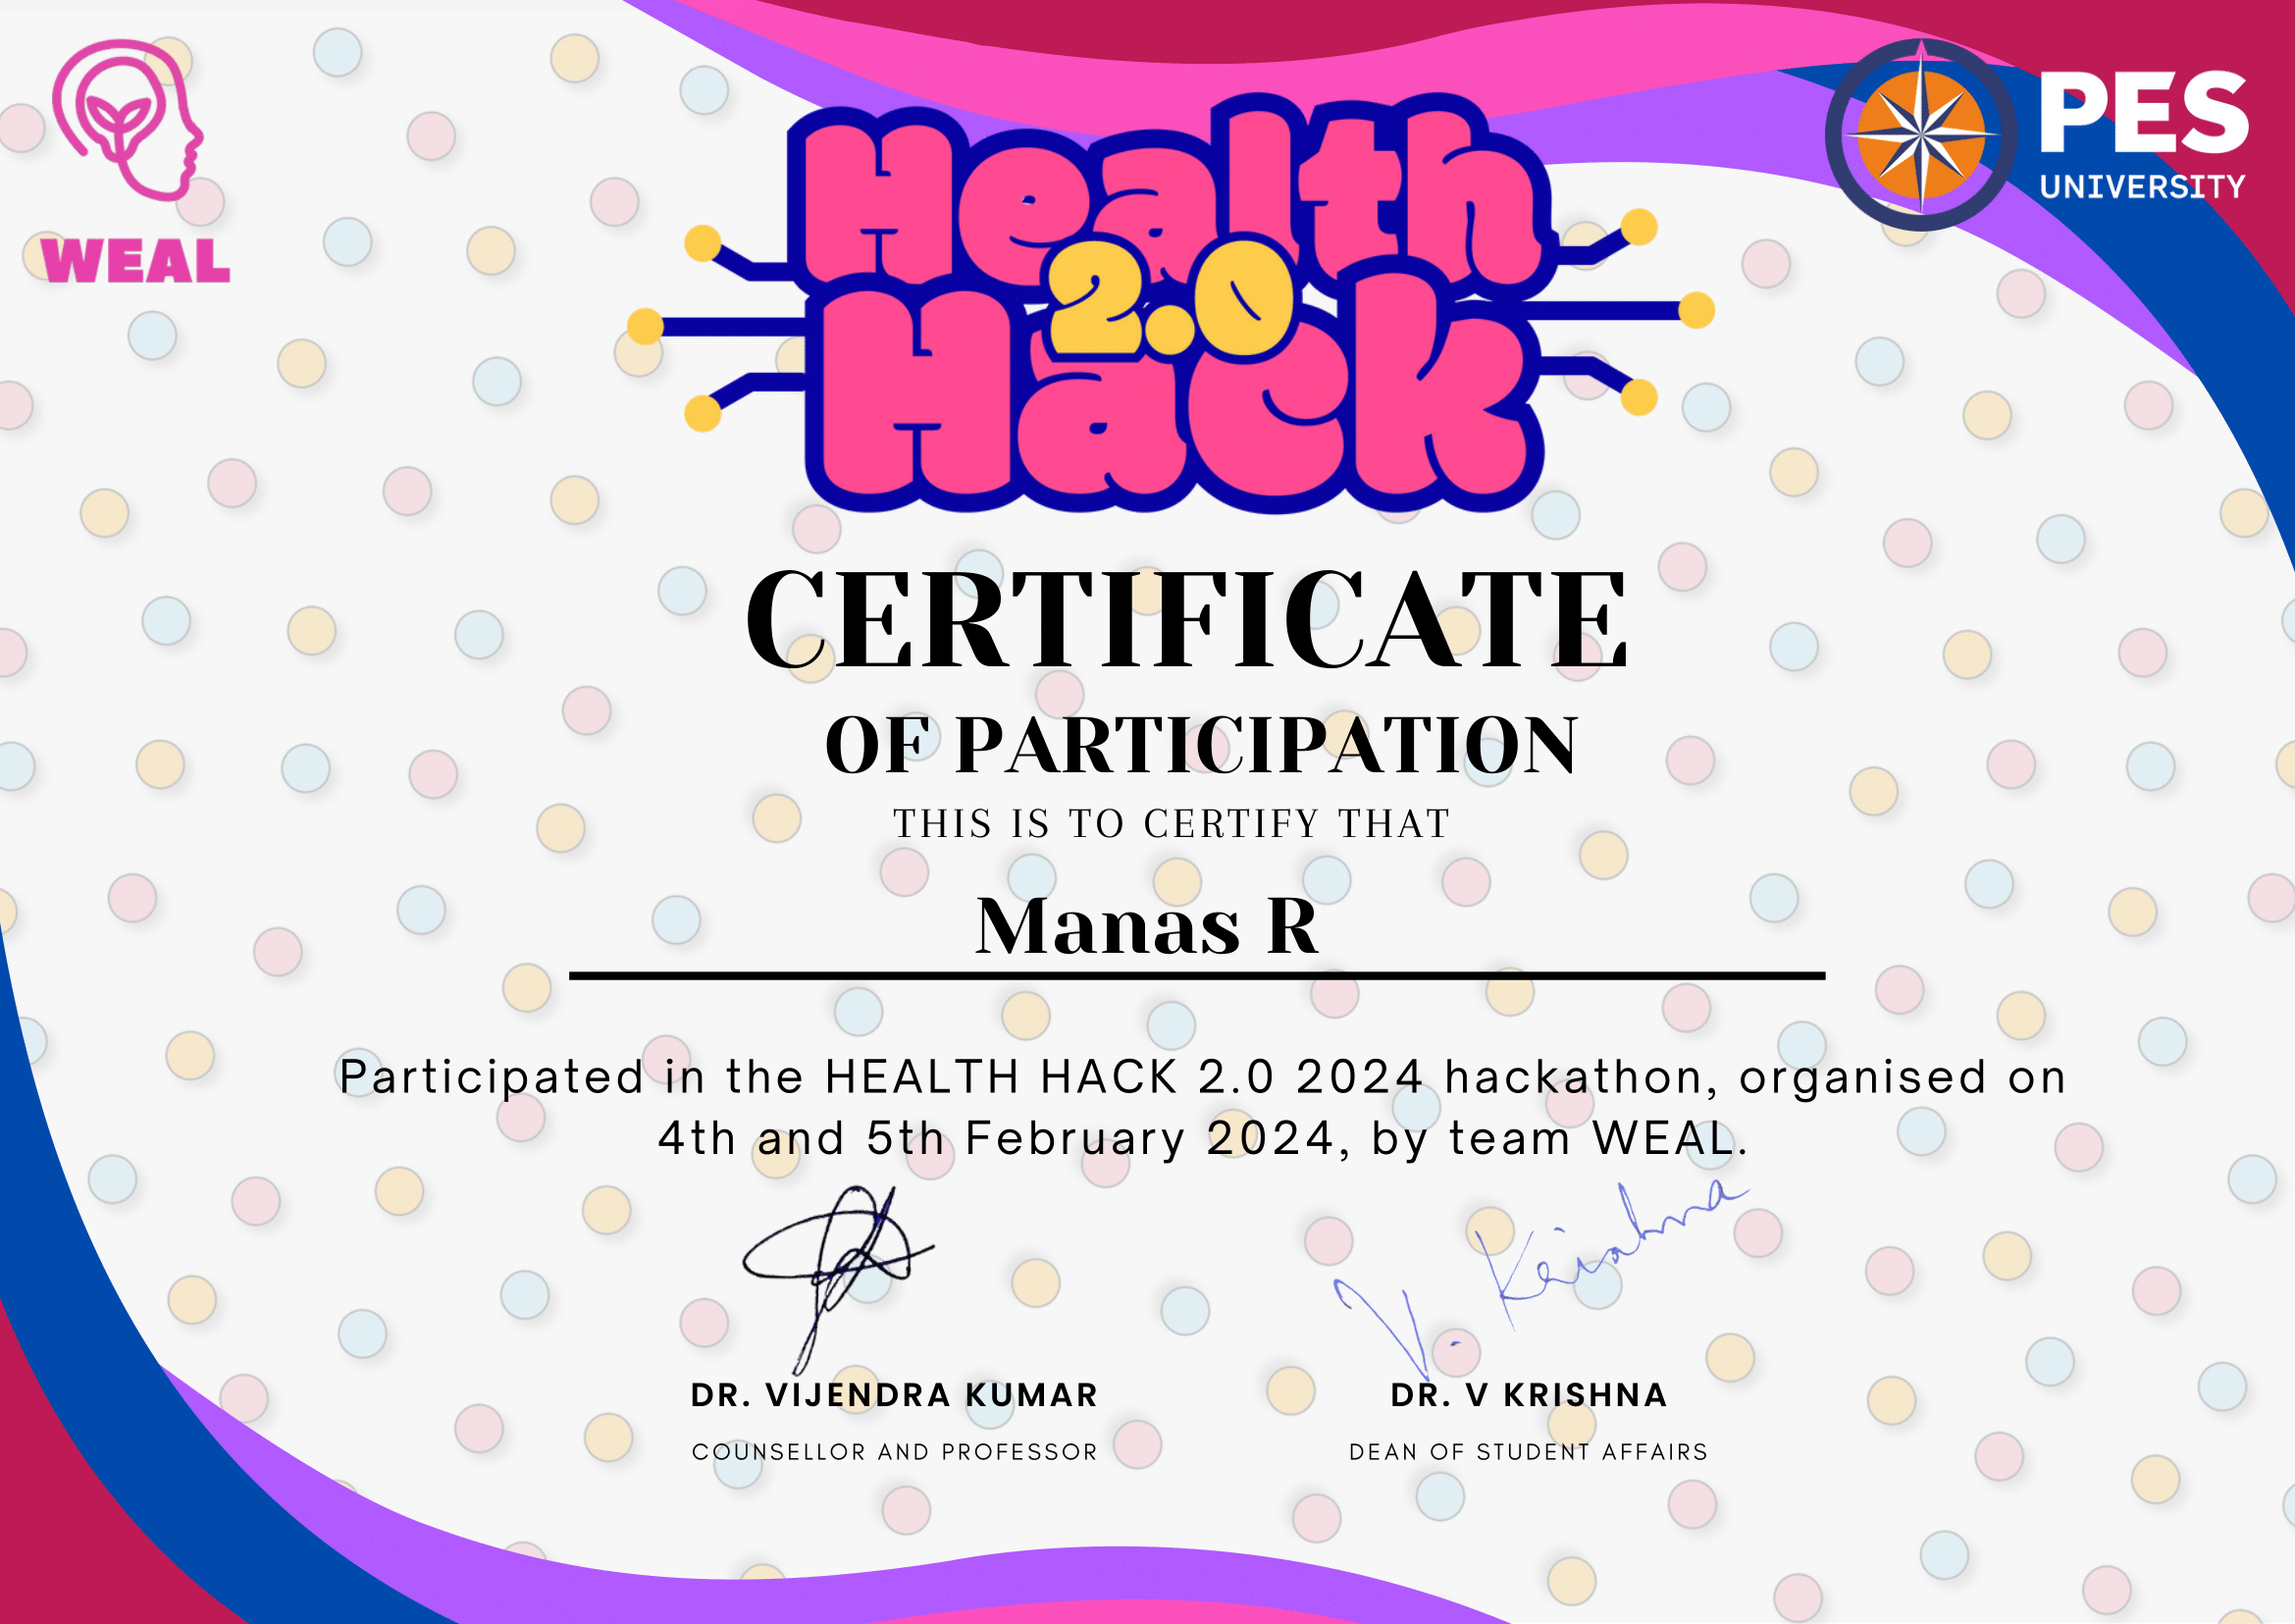 WEAL
PES
UNIVERSITY
Health
2.0
Hack
CERTIFICATE
OF PARTICIPATION
THIS IS TO CERTIFY THAT
Manas R
Participated in the HEALTH HACK 2.0 2024 hackathon, organised on
4th and 5th February 2024, by team WEAL.
V. Krishna
DR. VIJENDRA KUMAR
DR. V KRISHNA
COUNSELLOR AND PROFESSOR
DEAN OF STUDENT AFFAIRS